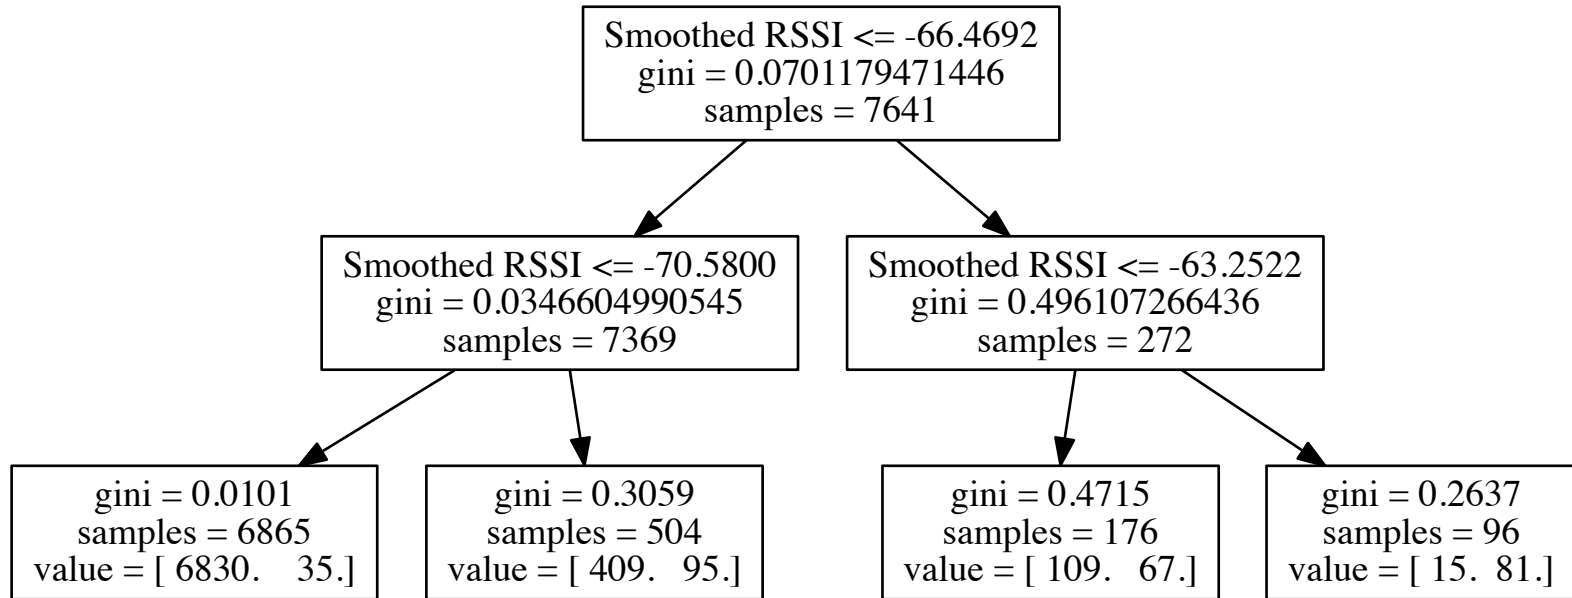 Smoothed RSSI <= -66.4692
gini = 0.0701179471446
samples = 7641
Smoothed RSSI <= -70.5800
gini = 0.0346604990545
samples = 7369
Smoothed RSSI <= -63.2522
gini = 0.496107266436
samples = 272
gini = 0.0101
samples = 6865
value = [ 6830. 35.]
gini = 0.3059
samples = 504
value = [ 409. 95.]
gini = 0.4715
samples = 176
value = [ 109. 67.]
gini = 0.2637
samples = 96
value = [ 15. 81.]